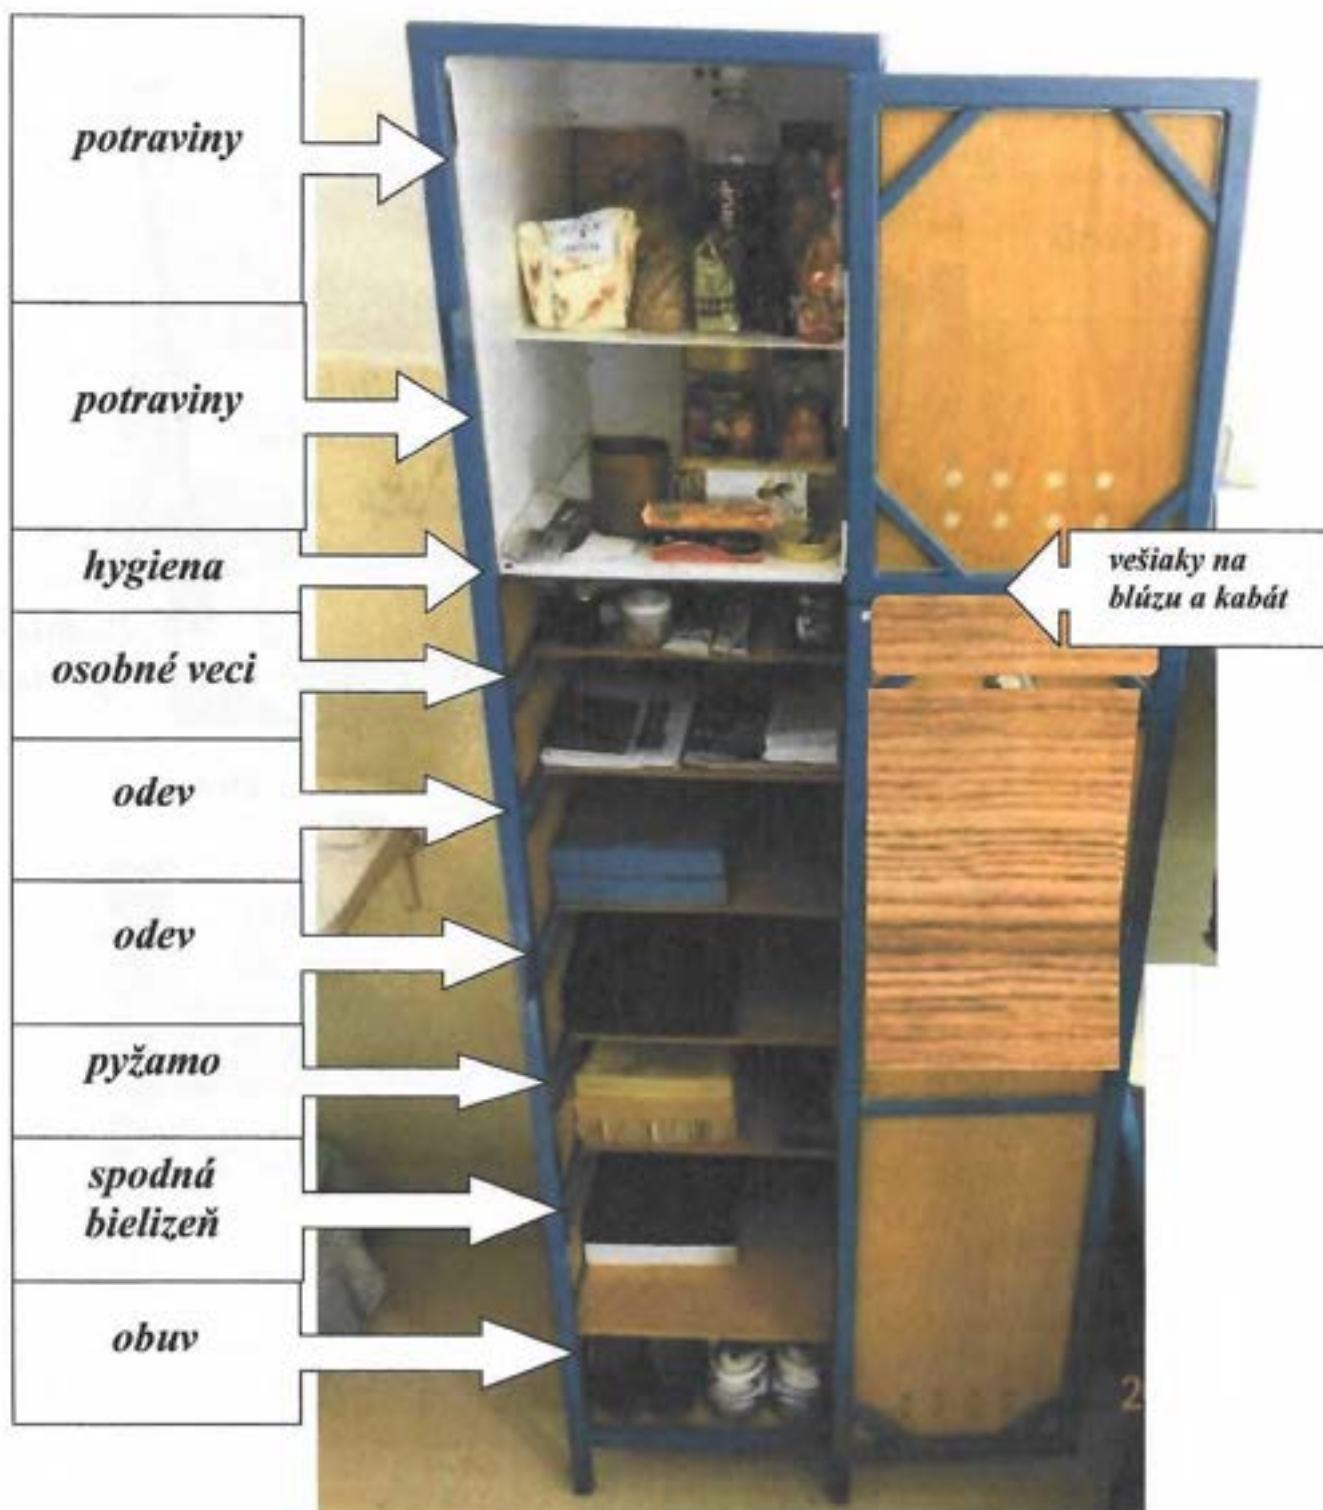 potraviny
potraviny
hygiena
osobné veci
odev
odev
pyžamo
spodná
bielizeň
obuv
vešiaky na
blúzu a kabát
2